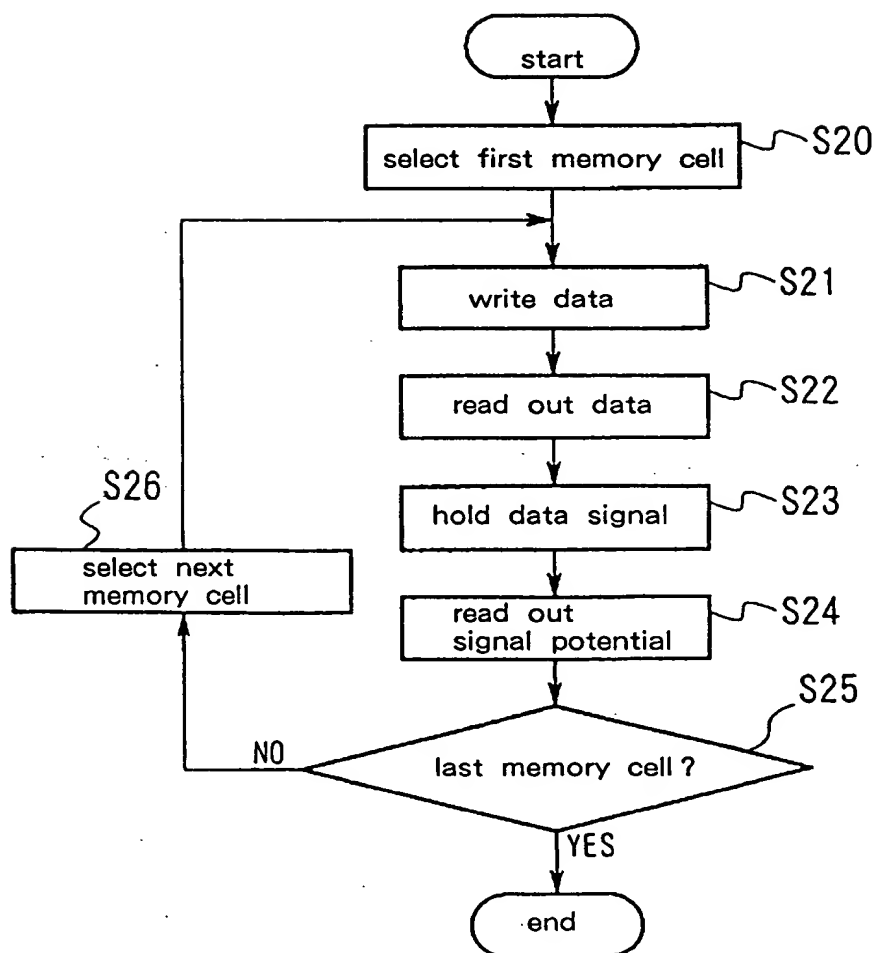 start
select first memory cell
S20
write data
S21
read out data
S22
hold data signal
S23
S26
select next
memory cell
read out
signal potential
S24
S25
last memory cell?
NO
YES
end